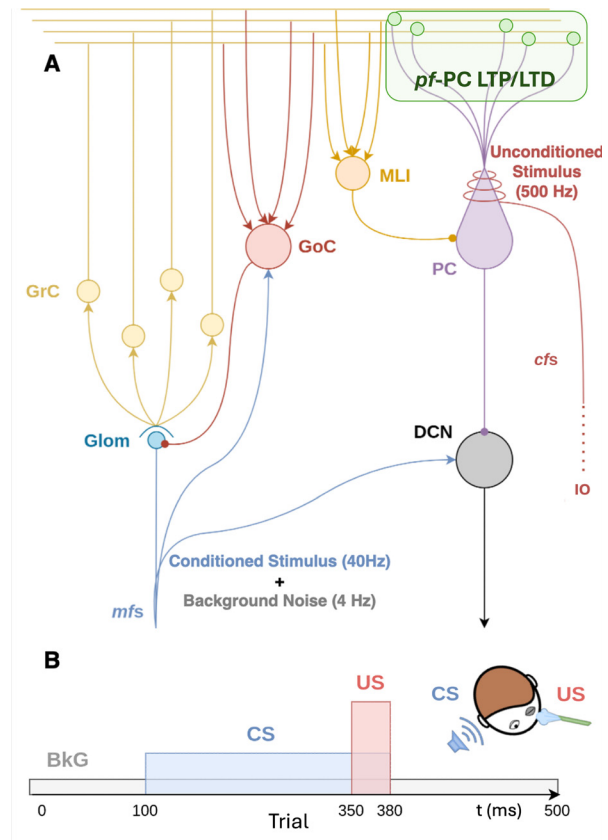 A
pf-PC LTP/LTD
Unconditioned
Stimulus
(500 Hz)
MLI
GoC
PC
GrC
cfs
Glom
DCN
IO
Conditioned Stimulus (40Hz)
+
Background Noise (4 Hz)
mfs
B
US
CS
US
CS
BkG
0
100
350
380
t (ms)
500
Trial